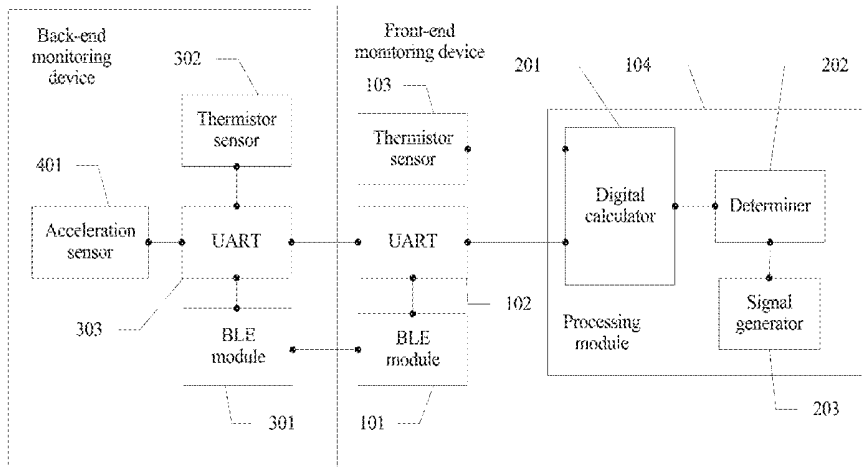 Back-end
monitoring
device
302
Thermistor
sensor
401
Acceleration
sensor
UART
303
BLE
module
301
Front-end
monitoring device
103
Thermistor
sensor
UART
102
BLE
module
101
201
104
202
Digital
calculator
Determiner
Signal
generator
Processing
module
203